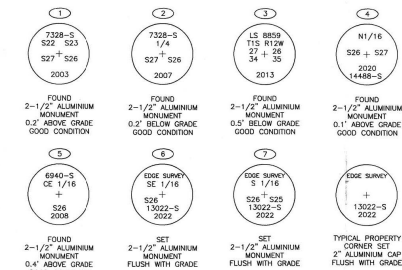 1
7328-S
S22 S23
+
S27 S26
2003
FOUND
2-1/2" ALUMINIUM
MONUMENT
0.2' ABOVE GRADE
GOOD CONDITION
2
7328-S
1/4
+
S27 S26
2007
FOUND
2-1/2" ALUMINIUM
MONUMENT
0.2' BELOW GRADE
GOOD CONDITION
3
LS 8859
T1S R12W
27 + 26
34 35
2013
FOUND
2-1/2" ALUMINIUM
MONUMENT
0.5' BELOW GRADE
GOOD CONDITION
4
N1/16
S26 + S27
2020
14488-S
FOUND
2-1/2" ALUMINIUM
MONUMENT
0.1' ABOVE GRADE
GOOD CONDITION
5
6940-S
CE 1/16
+
S26
2008
FOUND
2-1/2" ALUMINIUM
MONUMENT
0.4' ABOVE GRADE
6
EDGE SURVEY
SE 1/16
+
S26
13022-S
2022
SET
2-1/2" ALUMINIUM
MONUMENT
FLUSH WITH GRADE
7
EDGE SURVEY
S 1/16
+
S26 S25
13022-S
2022
SET
2-1/2" ALUMINIUM
MONUMENT
FLUSH WITH GRADE
EDGE SURVEY
+
13022-S
2022
TYPICAL PROPERTY
CORNER SET
2" ALUMINIUM CAP
FLUSH WITH GRADE